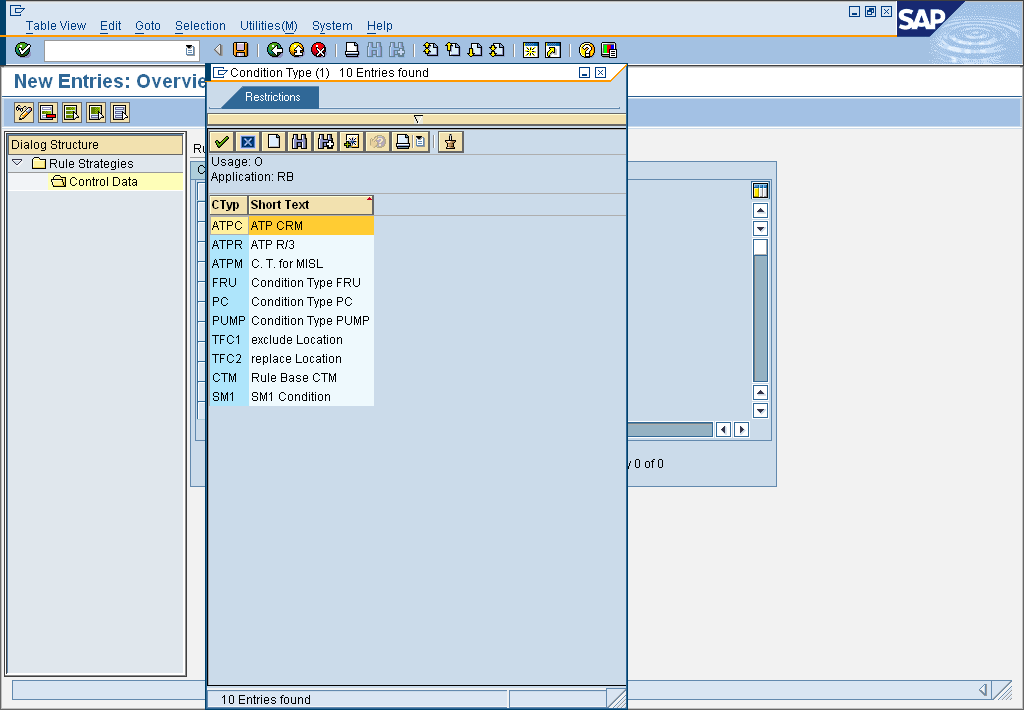 Table View Edit Goto Selection Utilities(M) System Help
SAP
New Entries: Overvie
Condition Type (1) 10 Entries found
Restrictions
Dialog Structure
Rule Strategies
Control Data
Ru
C
Usage: O
Application: RB
CTyp Short Text
ATPC ATP CRM
ATPR ATP R/3
ATPM C. T. for MISL
FRU Condition Type FRU
PC Condition Type PC
PUMP Condition Type PUMP
TFC1 exclude Location
TFC2 replace Location
CTM Rule Base CTM
SM1 SM1 Condition
y 0 of 0
10 Entries found